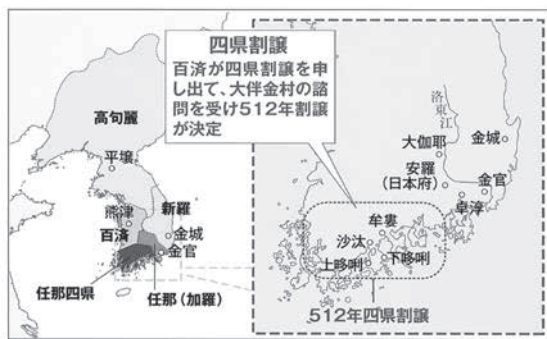 四県割譲
百済が四県割譲を申
し出て、大伴金村の諮
問を受け512年割譲
が決定
高句麗
平壌
熊津
新羅
百済
金城
金官
任那四県
任那(加羅)
洛東江
大伽耶
金城
安羅
(日本府)
金官
卓淳
牟婁
沙汰
上哆唎
下哆唎
512年四県割譲